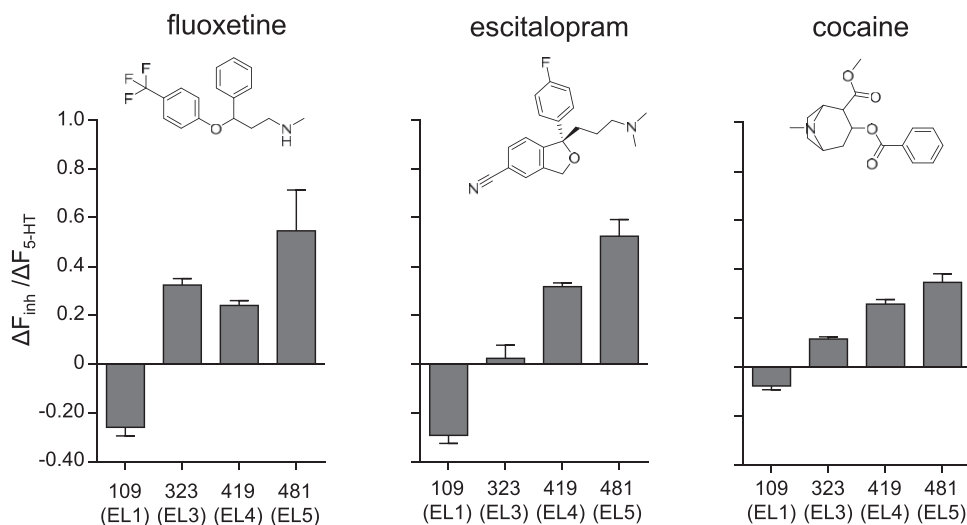 fluoxetine
escitalopram
cocaine
F
F
F
O
N
H
F
N
O
N
O
O
N
O
O
ΔF_inh /ΔF_5-HT
1.0
0.8
0.6
0.4
0.2
0
-0.20
-0.40
109 323 419 481
(EL1) (EL3) (EL4) (EL5)
109 323 419 481
(EL1) (EL3) (EL4) (EL5)
109 323 419 481
(EL1) (EL3) (EL4) (EL5)